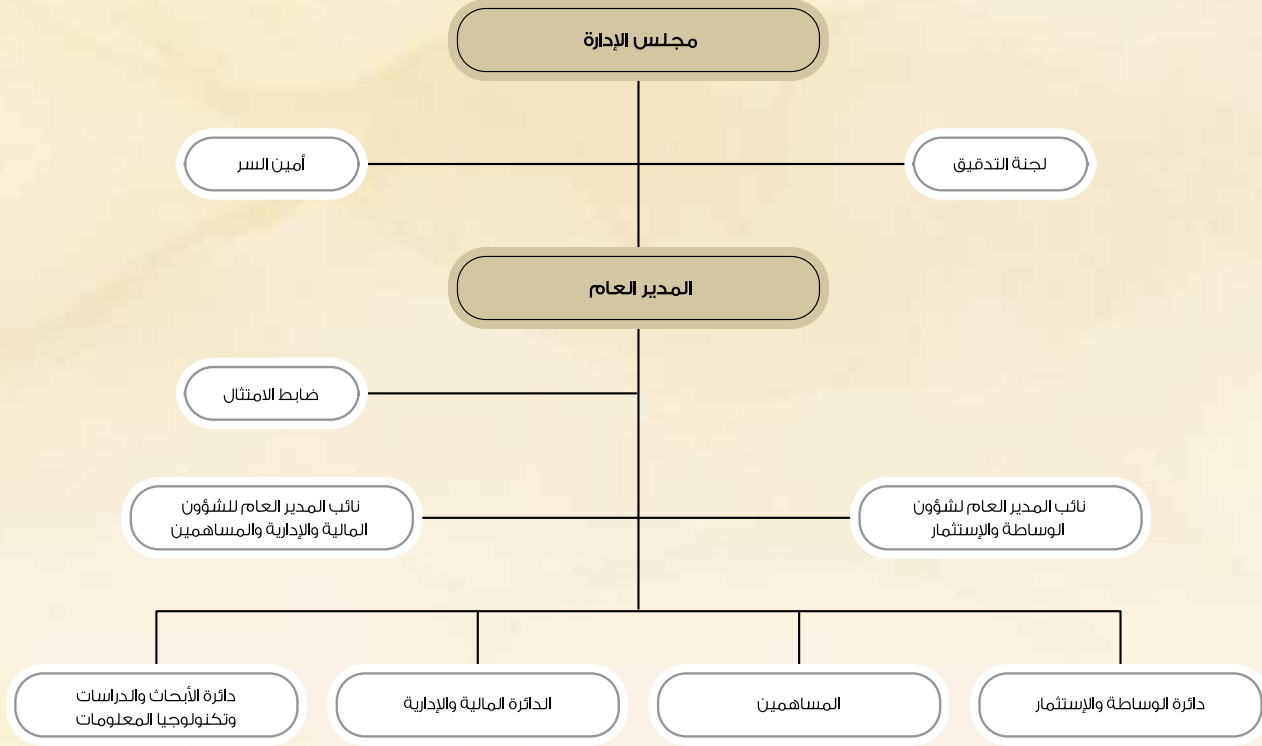 مجلس الإدارة
لجنة التدقيق
أمين السر
المدير العام
ضابط الامتثال
نائب المدير العام لشؤون
الوساطة والإستثمار
نائب المدير العام للشؤون
المالية والإدارية والمساهمين
دائرة الوساطة والإستثمار
المساهمين
الدائرة المالية والإدارية
دائرة الأبحاث والدراسات
وتكنولوجيا المعلومات